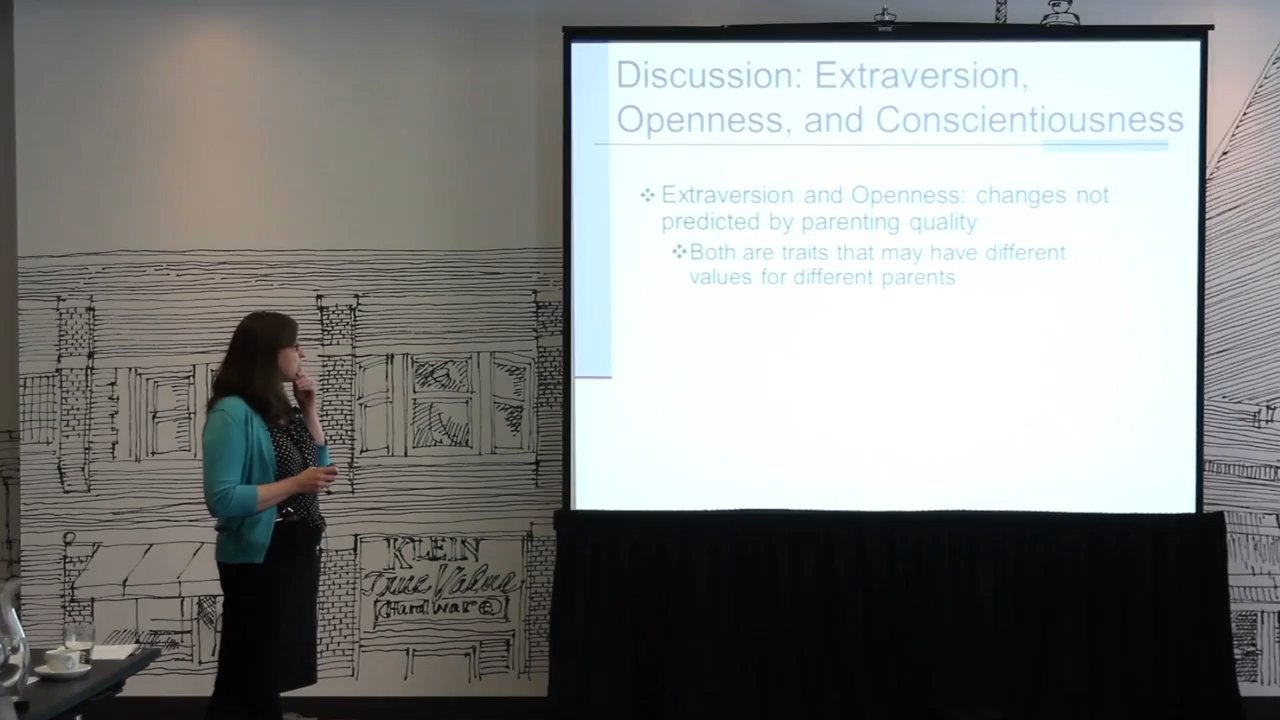 Discussion: Extraversion,
Openness, and Conscientiousness
Extraversion and Openness: changes not
predicted by parenting quality
Both are traits that may have different
values for different parents
KLEIN
True Value
Hardware